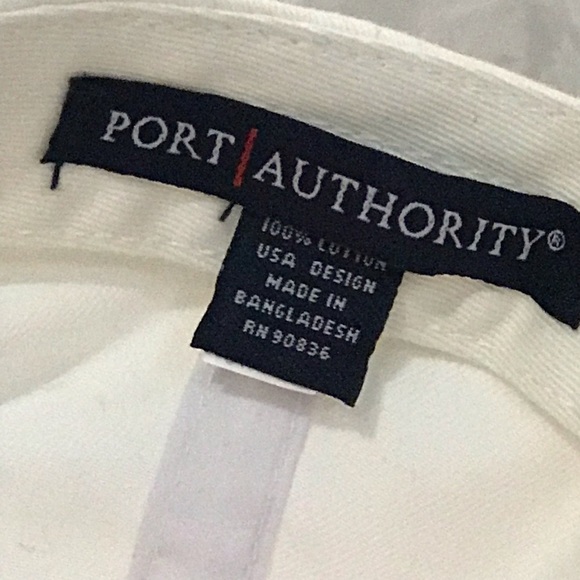 PORT|AUTHORITY®
100% COTTON
USA DESIGN
MADE IN
BANGLADESH
RN 90836